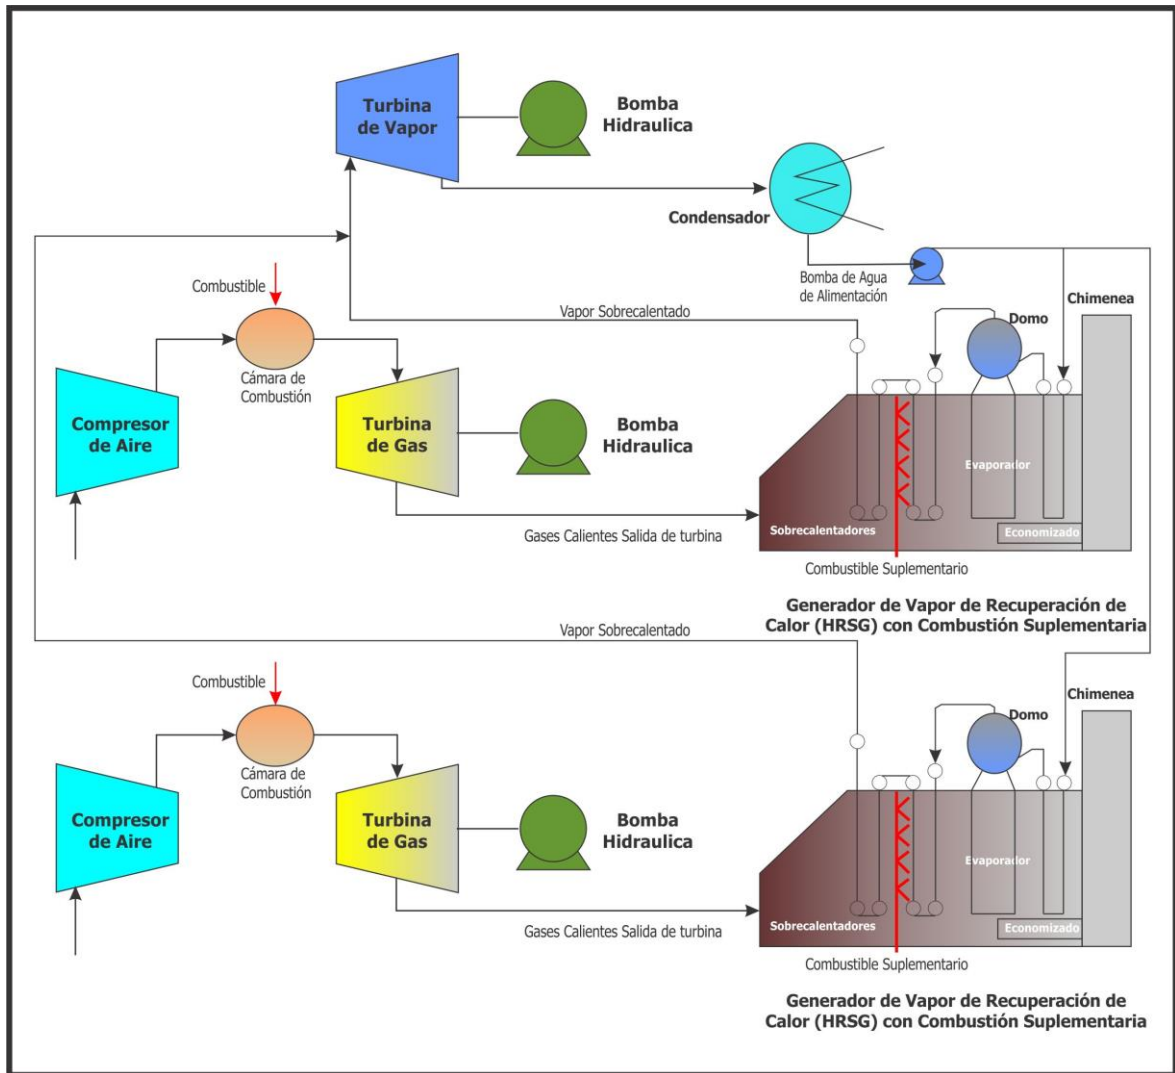 Turbina
de Vapor
Bomba
Hidraulica
Condensador
Bomba de Agua
de Alimentación
Combustible
Vapor Sobrecalentado
Domo
Chimenea
Cámara de
Combustión
Compresor
de Aire
Turbina
de Gas
Bomba
Hidraulica
Evaporador
Sobrecalentadores
Economizado
Gases Calientes Salida de turbina
Combustible Suplementario
Generador de Vapor de Recuperación de
Calor (HRSG) con Combustión Suplementaria
Vapor Sobrecalentado
Combustible
Domo
Chimenea
Cámara de
Combustión
Compresor
de Aire
Turbina
de Gas
Bomba
Hidraulica
Evaporador
Sobrecalentadores
Economizado
Gases Calientes Salida de turbina
Combustible Suplementario
Generador de Vapor de Recuperación de
Calor (HRSG) con Combustión Suplementaria